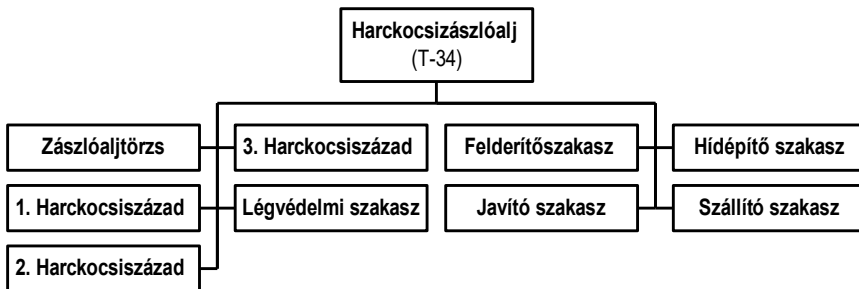 Harckocsizászlóalj
(T-34)
Zászlóaljtörzs
3. Harckocsiszázad
Felderítőszakasz
Hídépítő szakasz
1. Harckocsiszázad
Légvédelmi szakasz
Javító szakasz
Szállító szakasz
2. Harckocsiszázad